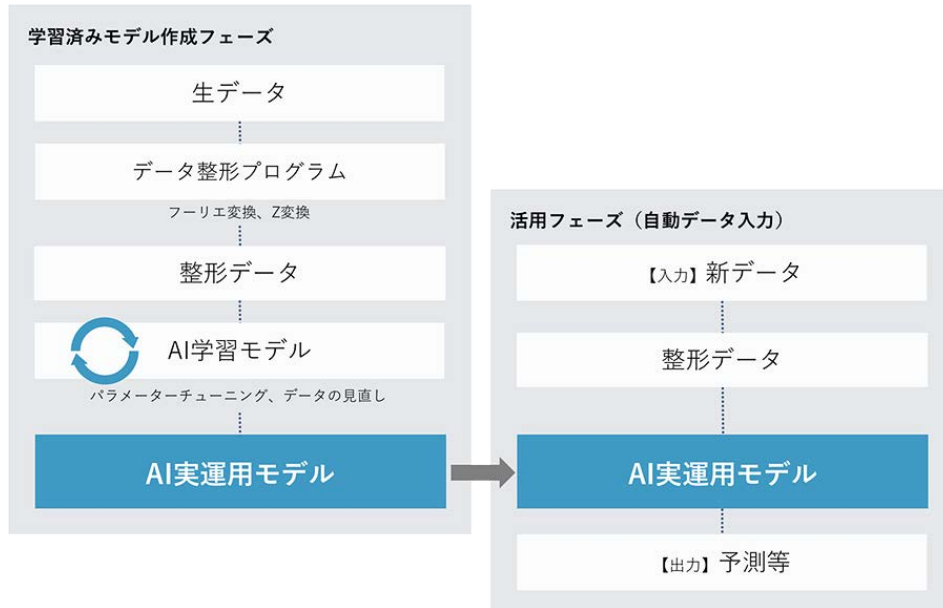 学習済みモデル作成フェーズ
生データ
データ整形プログラム
フーリエ変換、Z変換
整形データ
AI学習モデル
パラメーターチューニング、データの見直し
AI実運用モデル
活用フェーズ（自動データ入力）
【入力】新データ
整形データ
AI実運用モデル
【出力】予測等